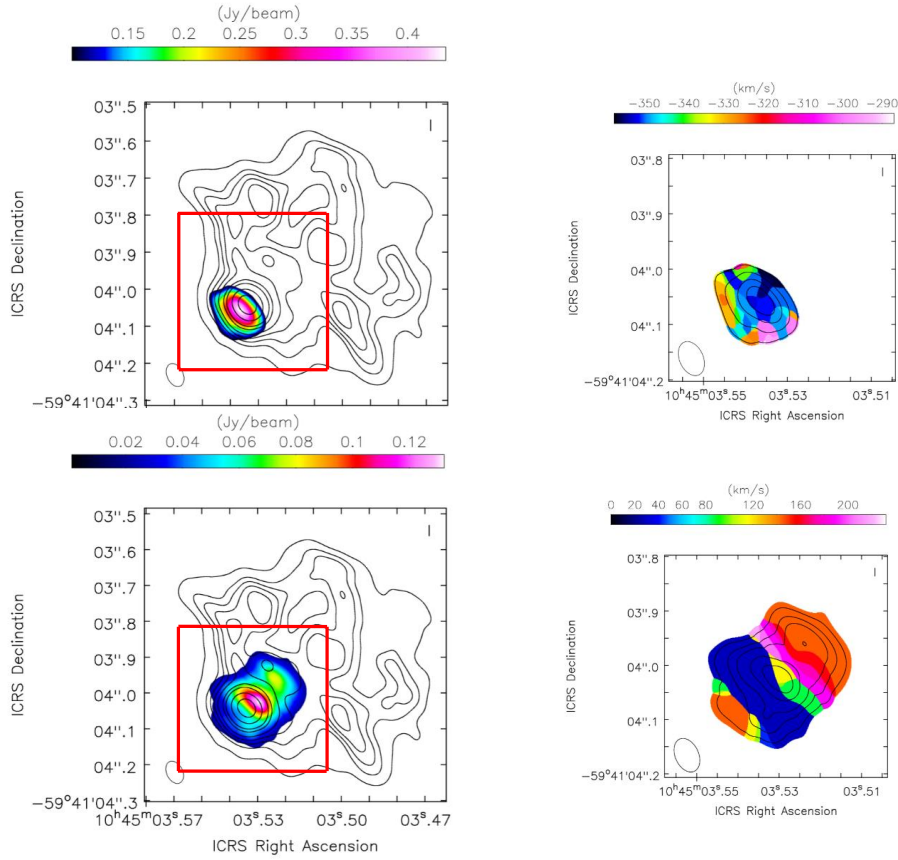 (Jy/beam)
0.15 0.2 0.25 0.3 0.35 0.4
03".5
03".6
03".7
03".8
03".9
04".0
04".1
04".2
−59°41'04".3
ICRS Declination
I
(km/s)
−350 −340 −330 −320 −310 −300 −290
03".8
03".9
04".0
04".1
04".2
ICRS Declination
I
10ʰ45ᵐ03ˢ.55 03ˢ.53 03ˢ.51
ICRS Right Ascension
(Jy/beam)
0.02 0.04 0.06 0.08 0.1 0.12
03".5
03".6
03".7
03".8
03".9
04".0
04".1
04".2
−59°41'04".3
ICRS Declination
I
10ʰ45ᵐ03ˢ.57 03ˢ.53 03ˢ.50 03ˢ.47
ICRS Right Ascension
(km/s)
0 20 40 60 80 120 160 200
03".8
03".9
04".0
04".1
04".2
ICRS Declination
I
10ʰ45ᵐ03ˢ.55 03ˢ.53 03ˢ.51
ICRS Right Ascension